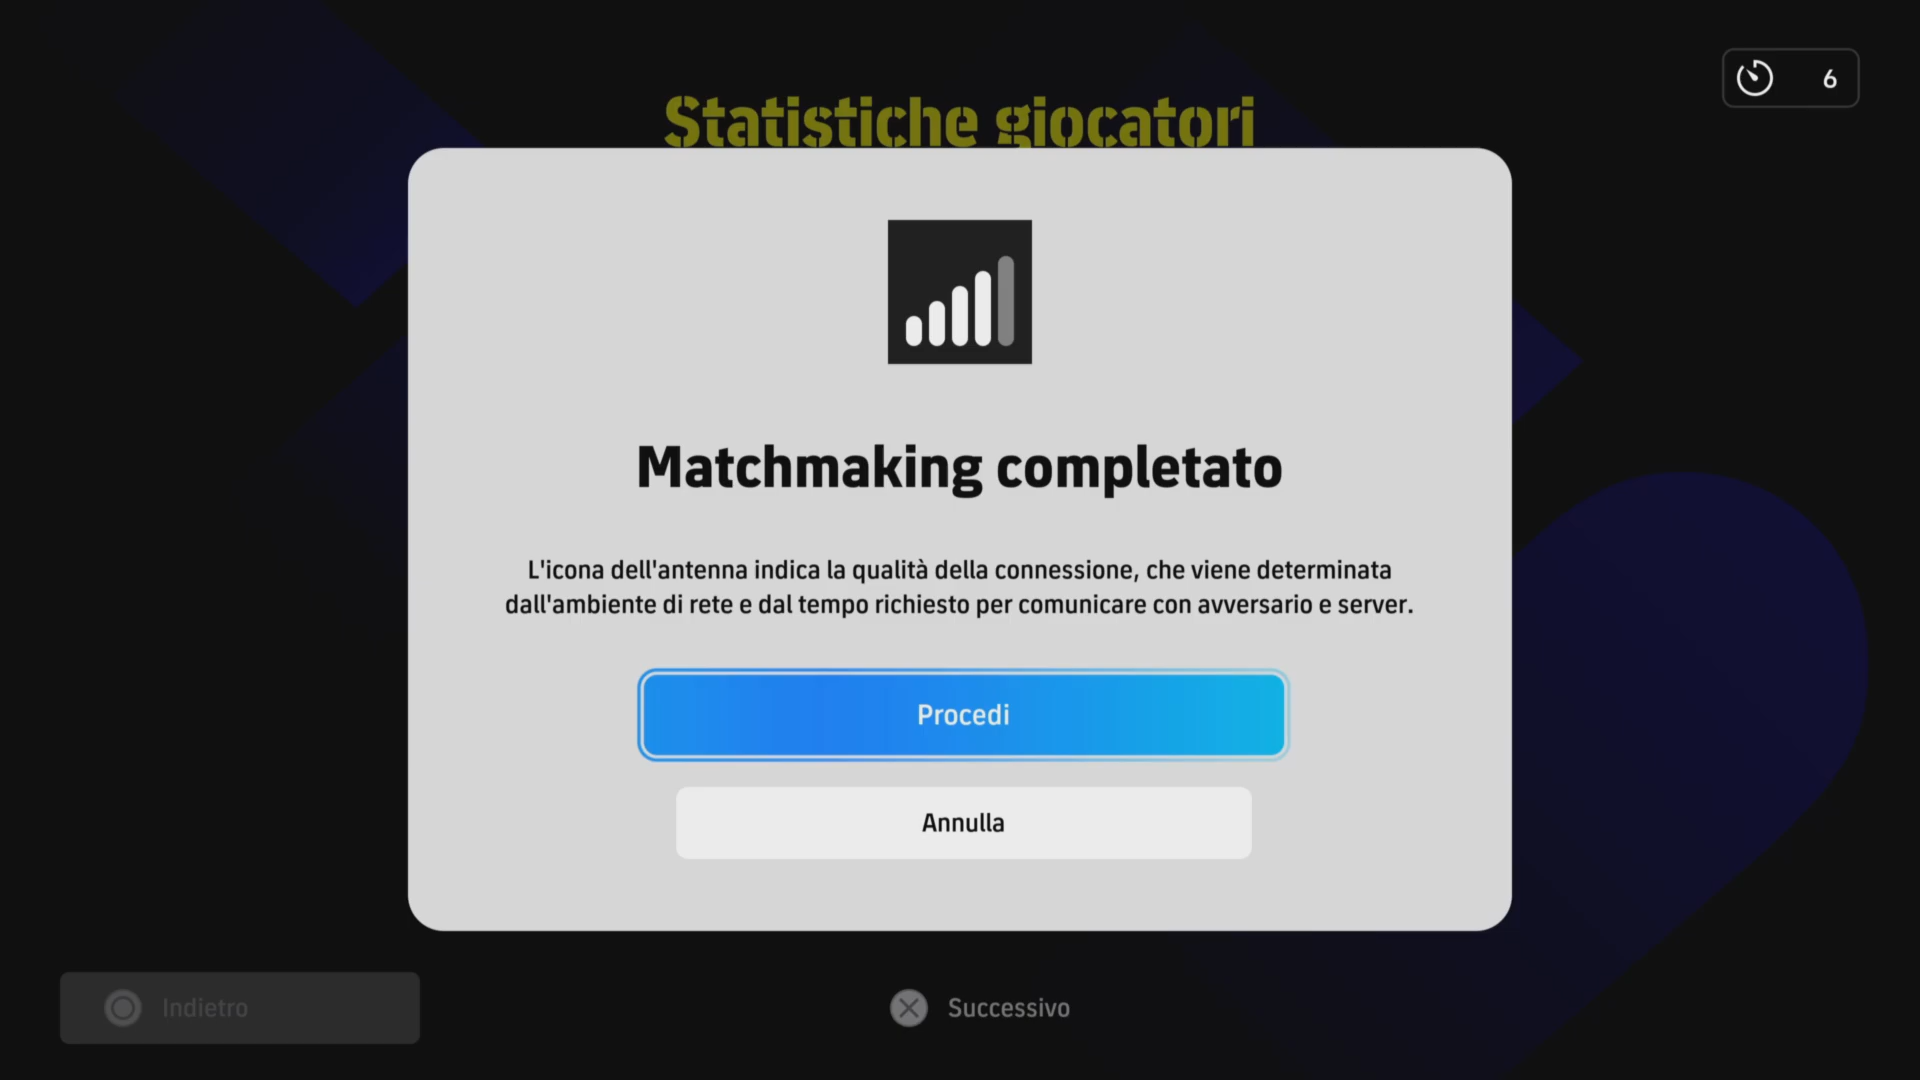 6
Statistiche giocatori
Matchmaking completato
L'icona dell'antenna indica la qualità della connessione, che viene determinata
dall'ambiente di rete e dal tempo richiesto per comunicare con avversario e server.
Procedi
Annulla
Indietro
Successivo